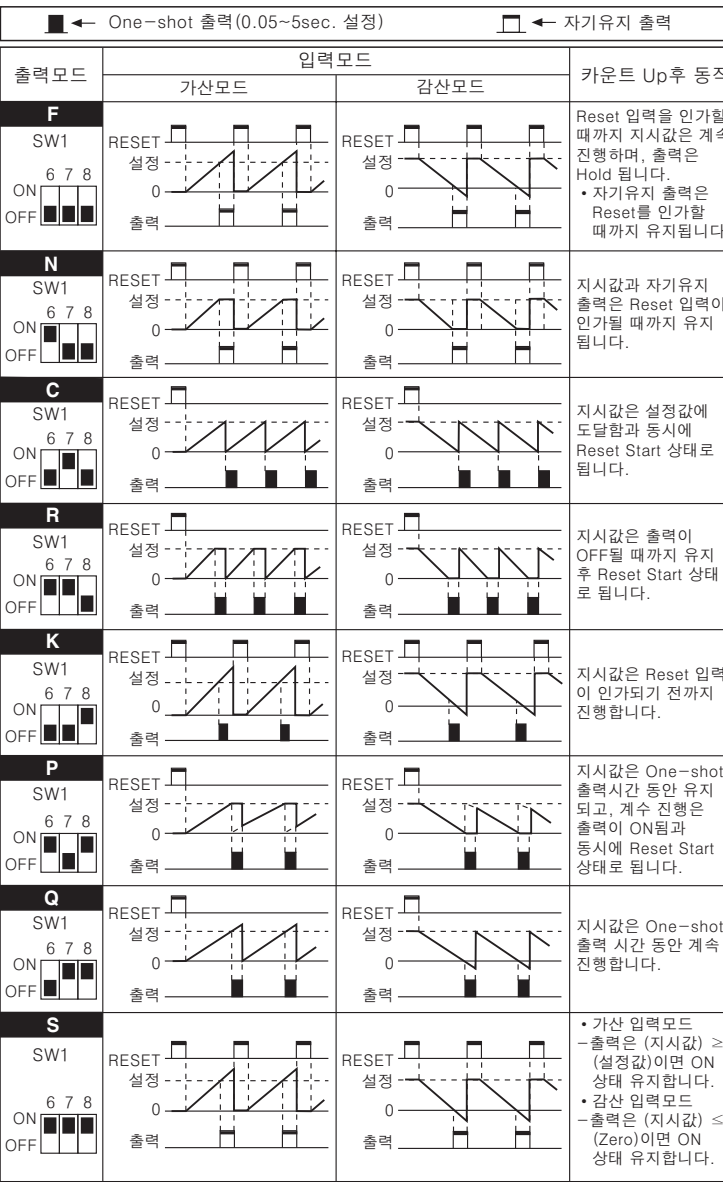 One-shot 출력(0.05~5sec. 설정)
자기유지 출력
출력모드
입력모드
가산모드
감산모드
카운트 Up후 동작
F
SW1
6 7 8
ON
OFF
RESET
설정
0
출력
RESET
설정
0
출력
Reset 입력을 인가할
때까지 지시값은 계속
진행하며, 출력은
Hold 됩니다.
• 자기유지 출력은
Reset를 인가할
때까지 유지됩니다
N
SW1
6 7 8
ON
OFF
RESET
설정
0
출력
RESET
설정
0
출력
지시값과 자기유지
출력은 Reset 입력이
인가될 때까지 유지
됩니다.
C
SW1
6 7 8
ON
OFF
RESET
설정
0
출력
RESET
설정
0
출력
지시값은 설정값에
도달함과 동시에
Reset Start 상태로
됩니다.
R
SW1
6 7 8
ON
OFF
RESET
설정
0
출력
RESET
설정
0
출력
지시값은 출력이
OFF될 때까지 유지
후 Reset Start 상태
로 됩니다.
K
SW1
6 7 8
ON
OFF
RESET
설정
0
출력
RESET
설정
0
출력
지시값은 Reset 입력
이 인가되기 전까지
진행합니다.
P
SW1
6 7 8
ON
OFF
RESET
설정
0
출력
RESET
설정
0
출력
지시값은 One-shot
출력시간 동안 유지
되고, 계수 진행은
출력이 ON됨과
동시에 Reset Start
상태로 됩니다.
Q
SW1
6 7 8
ON
OFF
RESET
설정
0
출력
RESET
설정
0
출력
지시값은 One-shot
출력 시간 동안 계속
진행합니다.
S
SW1
6 7 8
ON
OFF
RESET
설정
0
출력
RESET
설정
0
출력
• 가산 입력모드
-출력은 (지시값) ≥
(설정값)이면 ON
상태 유지합니다.
• 감산 입력모드
-출력은 (지시값) ≤
(Zero)이면 ON
상태 유지합니다.